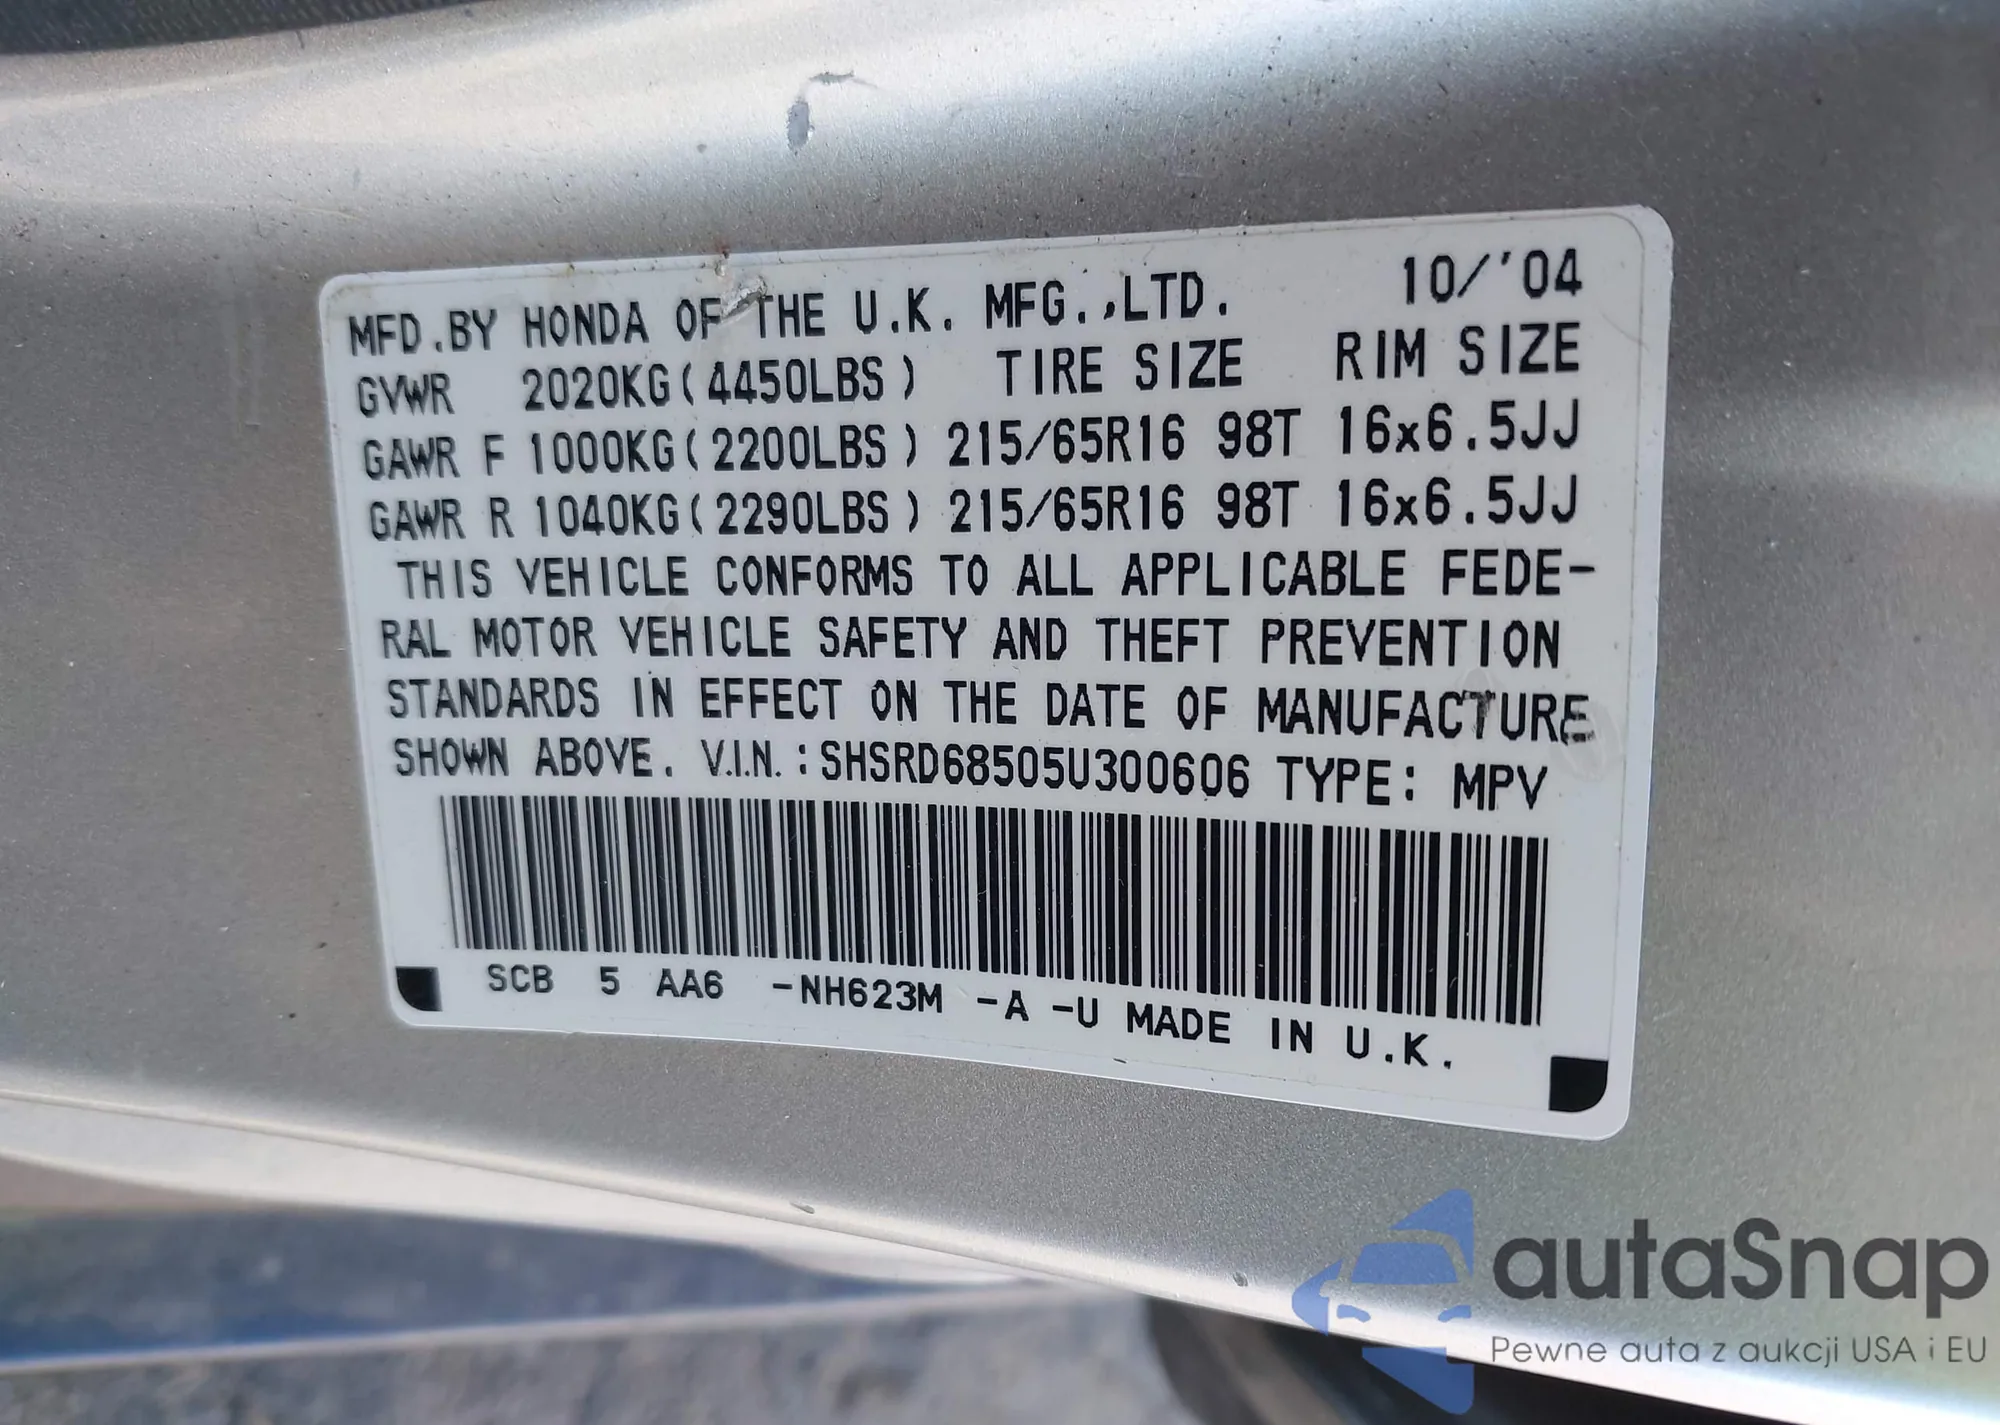 MFD.BY HONDA OF THE U.K. MFG.,LTD. 10/'04
GVWR 2020KG(4450LBS) TIRE SIZE RIM SIZE
GAWR F 1000KG(2200LBS) 215/65R16 98T 16x6.5JJ
GAWR R 1040KG(2290LBS) 215/65R16 98T 16x6.5JJ
THIS VEHICLE CONFORMS TO ALL APPLICABLE FEDE-
RAL MOTOR VEHICLE SAFETY AND THEFT PREVENTION
STANDARDS IN EFFECT ON THE DATE OF MANUFACTURE
SHOWN ABOVE. V.I.N.:SHSRD68505U300606 TYPE: MPV
SCB 5 AA6 -NH623M -A -U MADE IN U.K.
autaSnap
Pewne auta z aukcji USA i EU